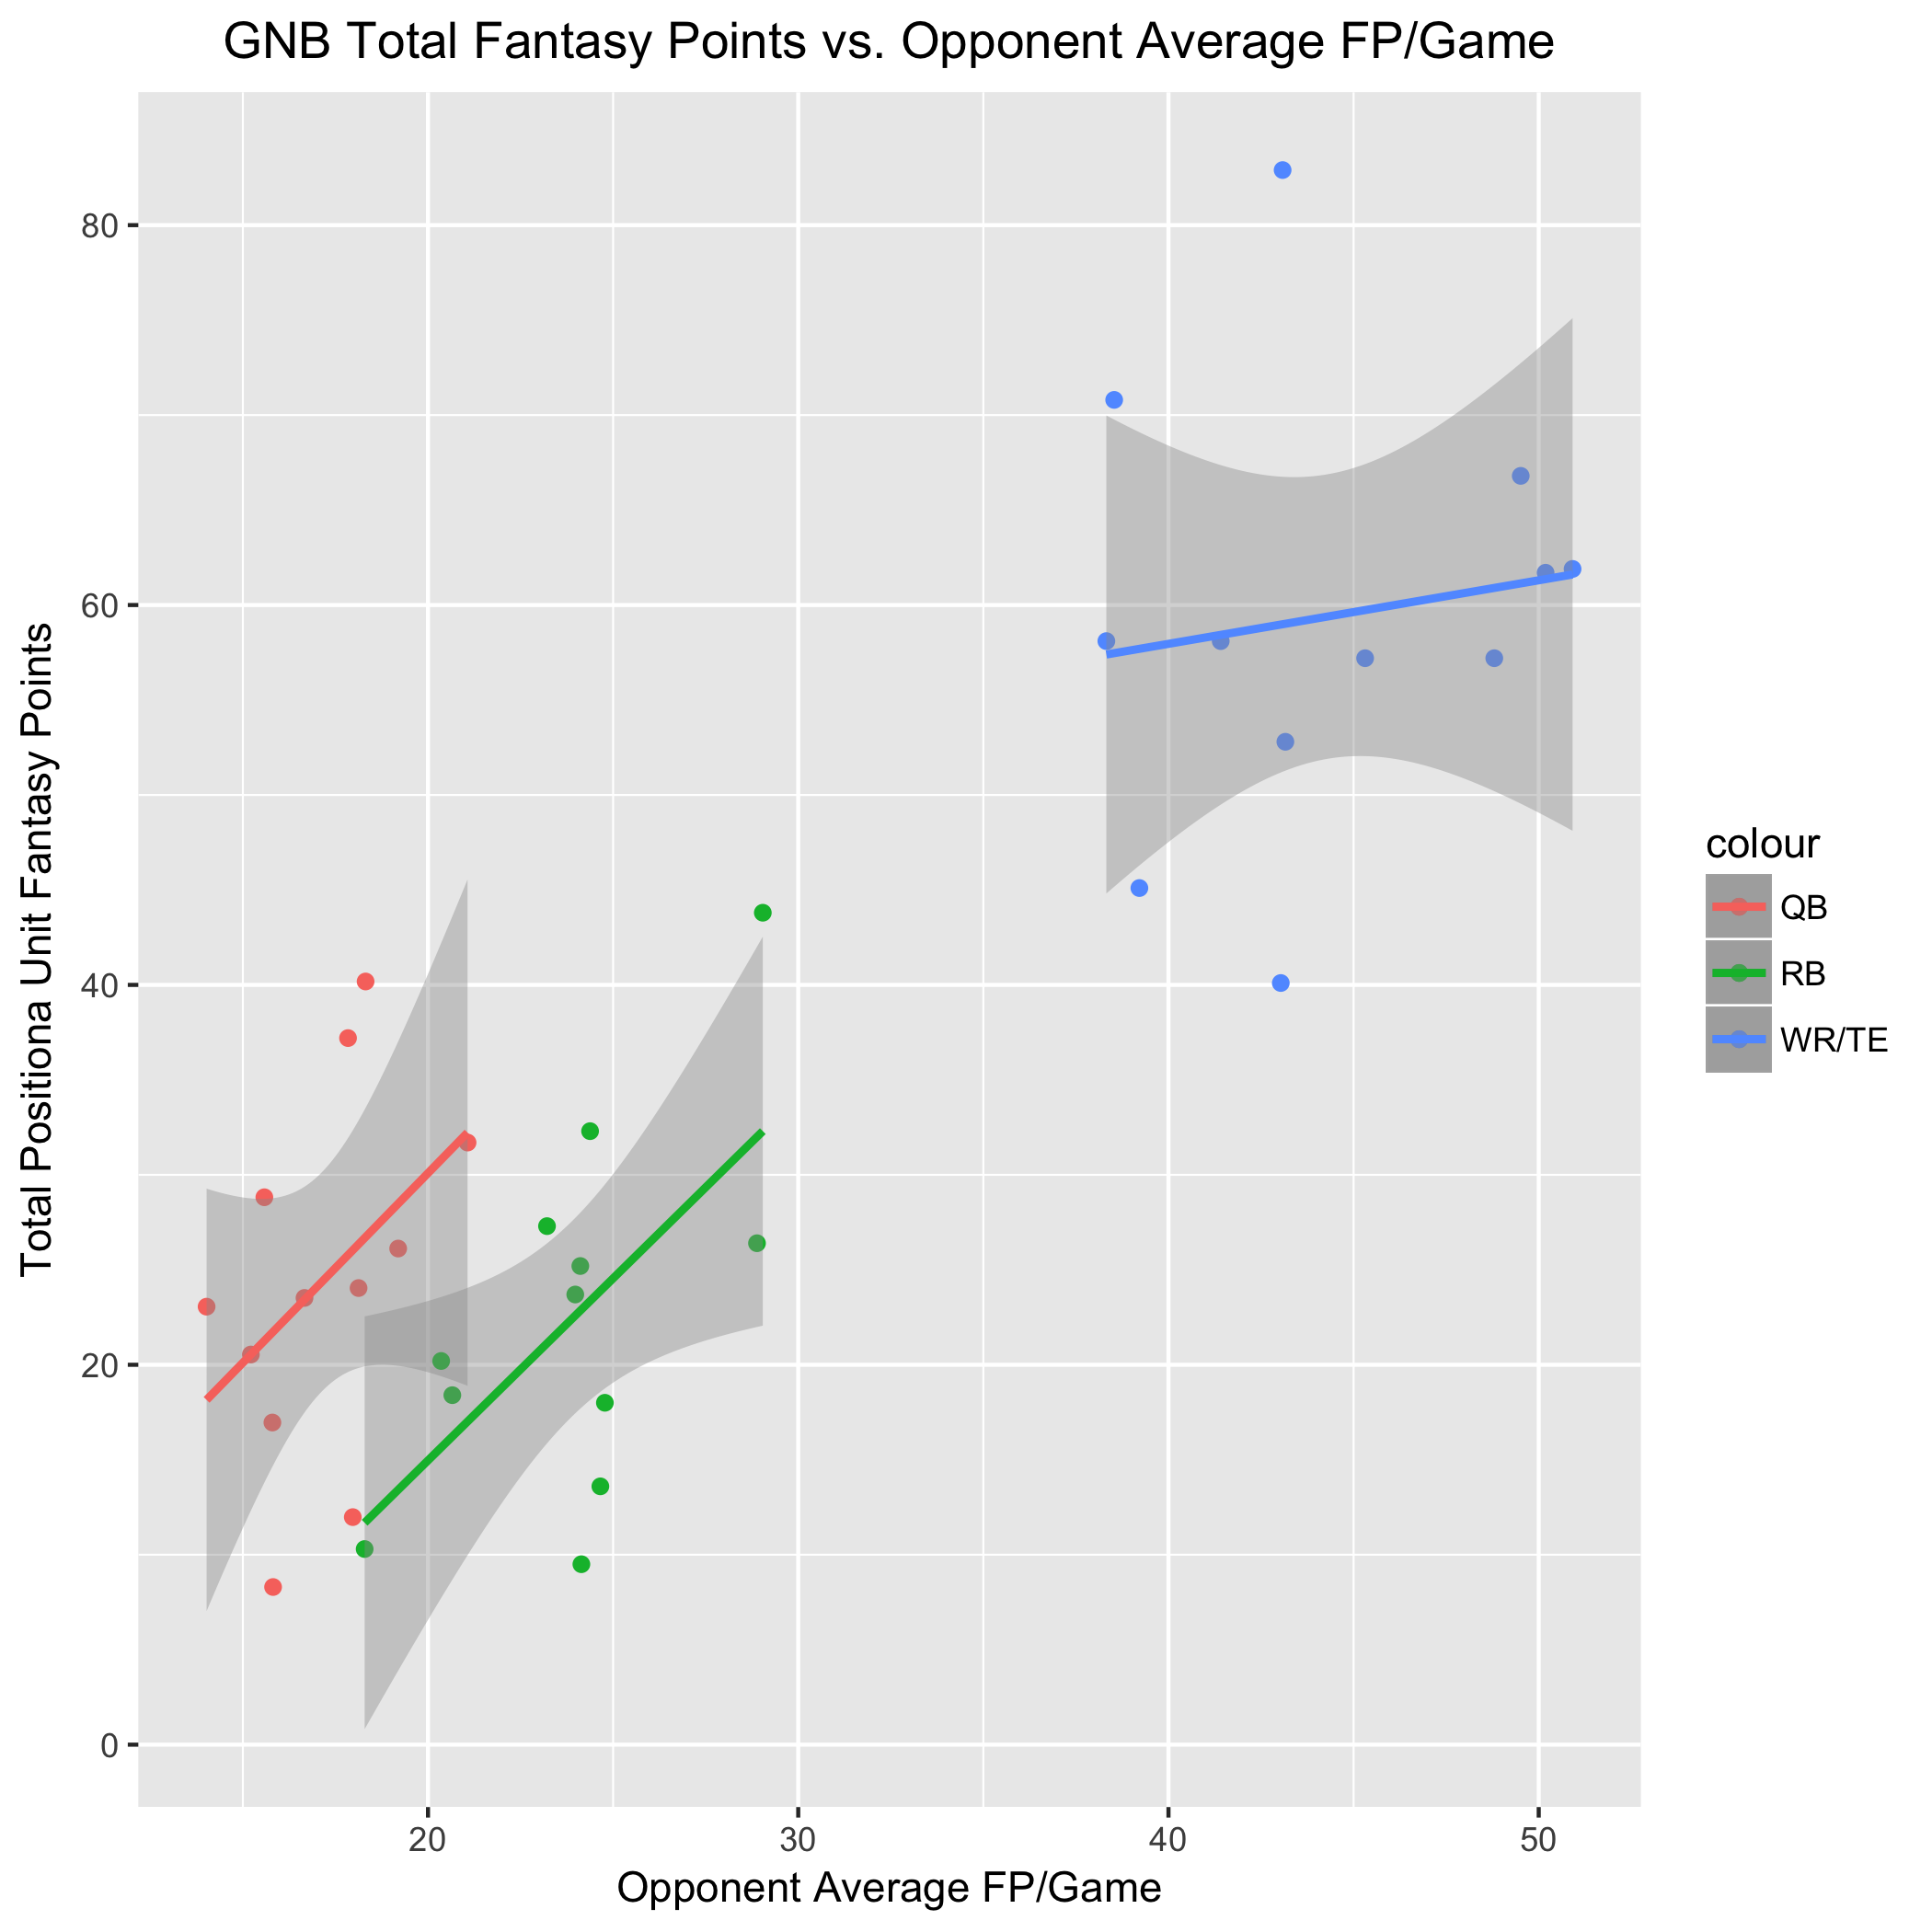 GNB Total Fantasy Points vs. Opponent Average FP/Game
Total Positiona Unit Fantasy Points
80
60
40
20
0
20 30 40 50
Opponent Average FP/Game
colour
QB
RB
WR/TE